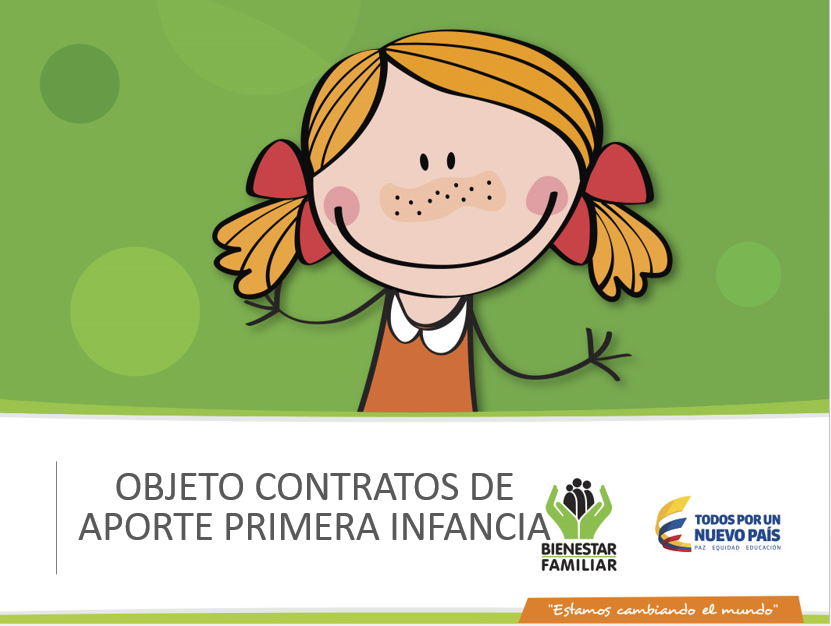 OBJETO CONTRATOS DE
APORTE PRIMERA INFANCIA
BIENESTAR
FAMILIAR
TODOS POR UN
NUEVO PAÍS
PAZ EQUIDAD EDUCACIÓN
"Estamos cambiando el mundo"